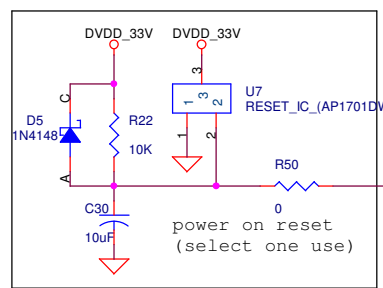 DVDD_33V DVDD_33V
3
U7
RESET_IC_(AP1701DW
1 3 2
C
D5
1N4148
R22
10K
1
2
A
R50
0
C30
10uF
power on reset
(select one use)